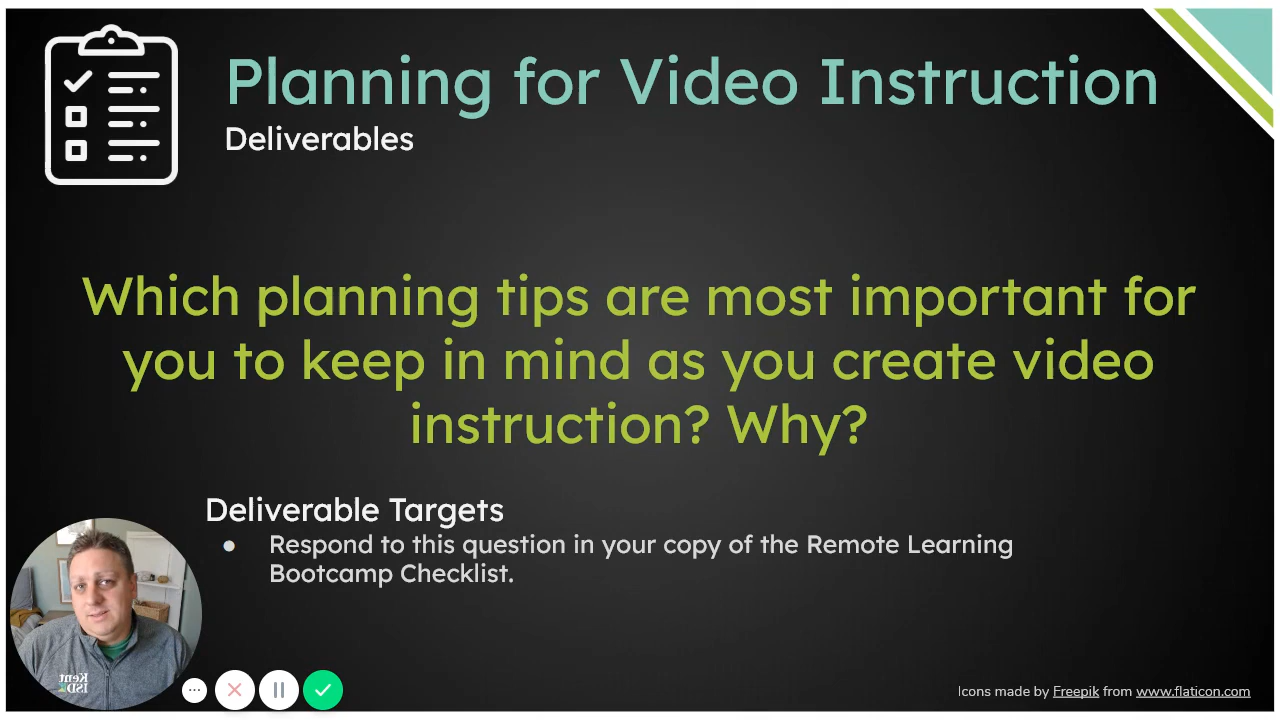 Planning for Video Instruction
Deliverables
Which planning tips are most important for
you to keep in mind as you create video
instruction? Why?
Deliverable Targets
● Respond to this question in your copy of the Remote Learning
Bootcamp Checklist.
Kent
ISD
Icons made by Freepik from www.flaticon.com